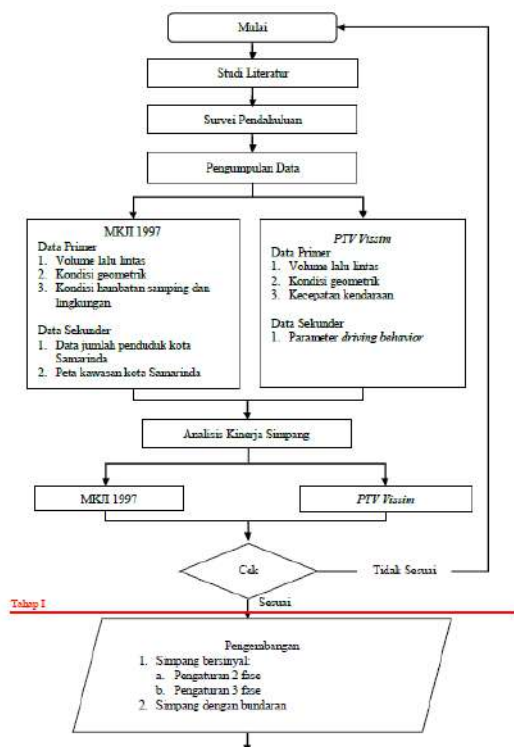 Mulai
Studi Literatur
Survei Pendahuluan
Pengumpulan Data
MKJI 1997
Data Primer
1. Volume lalu lintas
2. Kondisi geometrik
3. Kondisi hambatan samping dan
lingkungan
Data Sekunder
1. Data jumlah penduduk kota
Samarinda
2. Peta kawasan kota Samarinda
PTV Vissim
Data Primer
1. Volume lalu lintas
2. Kondisi geometrik
3. Kecepatan kendaraan
Data Sekunder
1. Parameter driving behavior
Analisis Kinerja Simpang
MKJI 1997
PTV Vissim
Cek
Tidak Sesuai
Sesuai
Tahap I
Pengembangan
1. Simpang bersinyal:
a. Pengaturan 2 fase
b. Pengaturan 3 fase
2. Simpang dengan bundaran